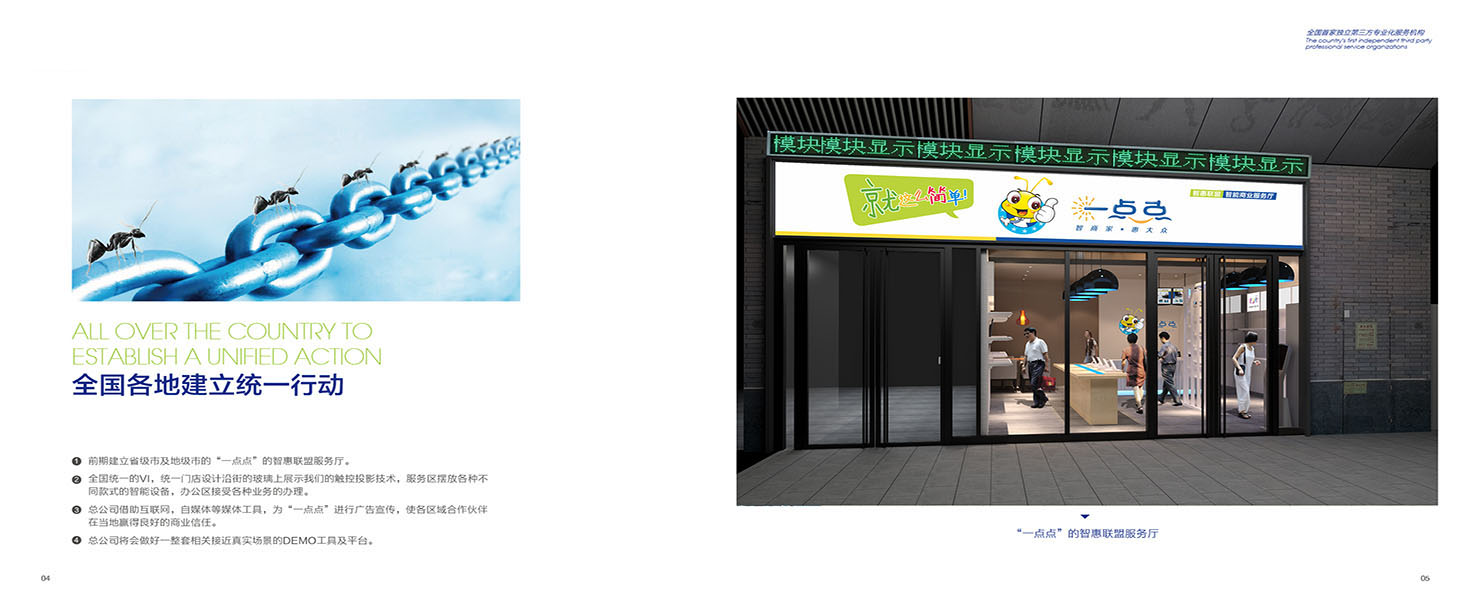 全国首家独立第三方专业化服务机构
The country's first independent third party
professional service organizations
ALL OVER THE COUNTRY TO
ESTABLISH A UNIFIED ACTION
全国各地建立统一行动
1 前期建立省级市及地级市的“一点点”的智惠联盟服务厅。
2 全国统一的VI，统一门店设计沿街的玻璃上展示我们的触控投影技术，服务区摆放各种不
同款式的智能设备，办公区接受各种业务的办理。
3 总公司借助互联网，自媒体等媒体工具，为“一点点”进行广告宣传，使各区域合作伙伴
在当地赢得良好的商业信任。
4 总公司将会做好一整套相关接近真实场景的DEMO工具及平台。
04
模块模块显示模块显示模块显示模块显示模块显示
就这么简单!
一点点
智商家•惠大众
智惠联盟 智能商业服务厅
一点点
“一点点”的智惠联盟服务厅
05